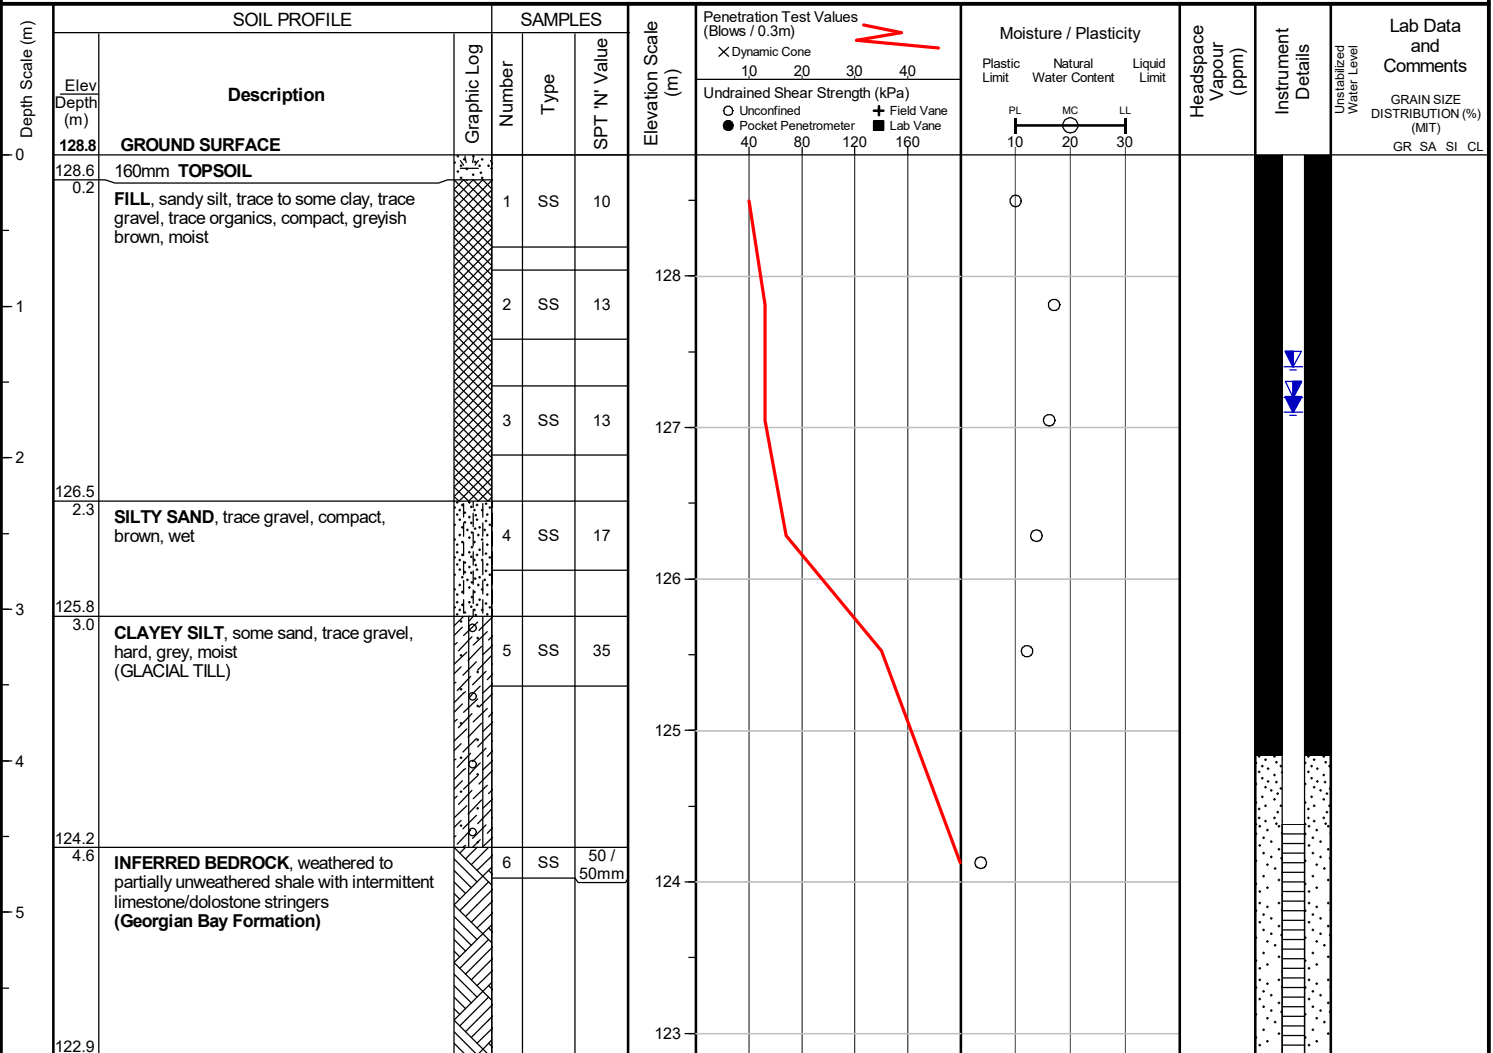 SOIL PROFILE
SAMPLES
Depth Scale (m)
Elev
Depth
(m)
Description
Graphic Log
Number
Type
SPT 'N' Value
Elevation Scale
(m)
Penetration Test Values
(Blows / 0.3m)
Dynamic Cone
10 20 30 40
Undrained Shear Strength (kPa)
Unconfined Field Vane
Pocket Penetrometer Lab Vane
40 80 120 160
Moisture / Plasticity
Plastic
Limit
Natural
Water Content
Liquid
Limit
PL MC LL
10 20 30
Headspace
Vapour
(ppm)
Instrument
Details
Unstabilized
Water Level
Lab Data
and
Comments
GRAIN SIZE
DISTRIBUTION (%)
(MIT)
GR SA SI CL
0
128.8 GROUND SURFACE
128.6 160mm TOPSOIL
0.2
FILL, sandy silt, trace to some clay, trace
gravel, trace organics, compact, greyish
brown, moist
1 SS 10
128
1
2 SS 13
3 SS 13
127
2
126.5
2.3
SILTY SAND, trace gravel, compact,
brown, wet
4 SS 17
126
3
125.8
3.0
CLAYEY SILT, some sand, trace gravel,
hard, grey, moist
(GLACIAL TILL)
5 SS 35
125
4
124.2
4.6
INFERRED BEDROCK, weathered to
partially unweathered shale with intermittent
limestone/dolostone stringers
(Georgian Bay Formation)
6 SS 50 /
50mm
124
5
123
122.9